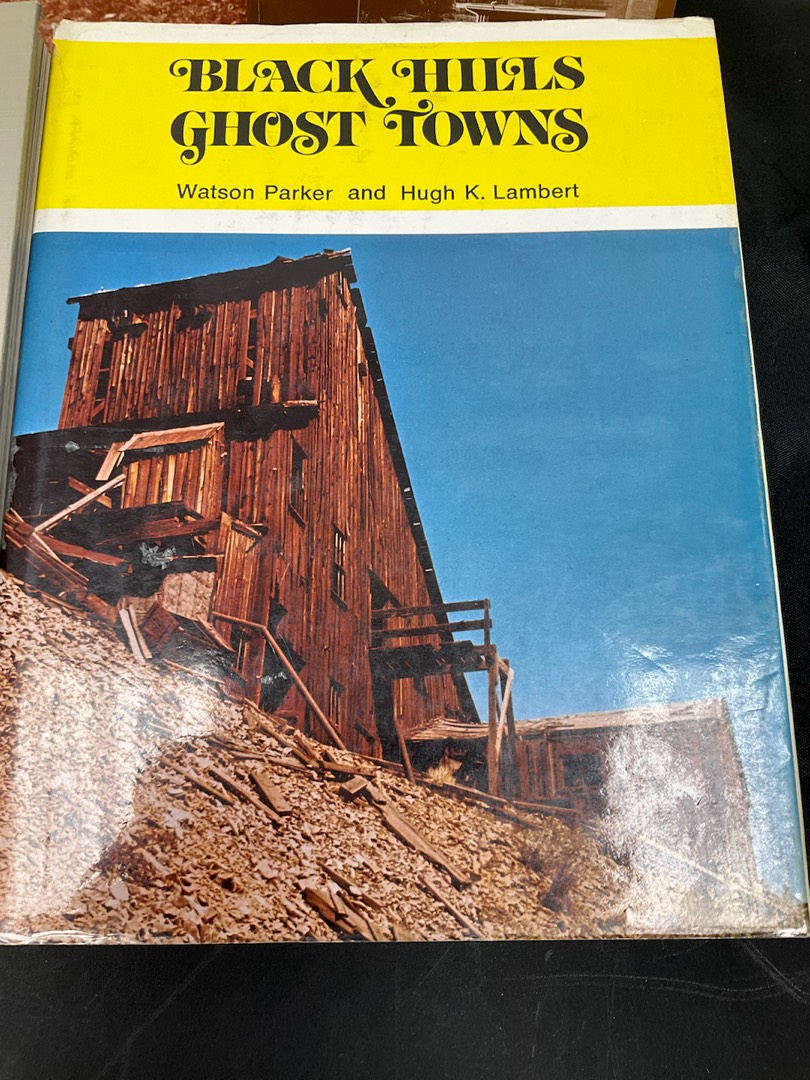 BLACK HILLS
GHOST TOWNS
Watson Parker and Hugh K. Lambert